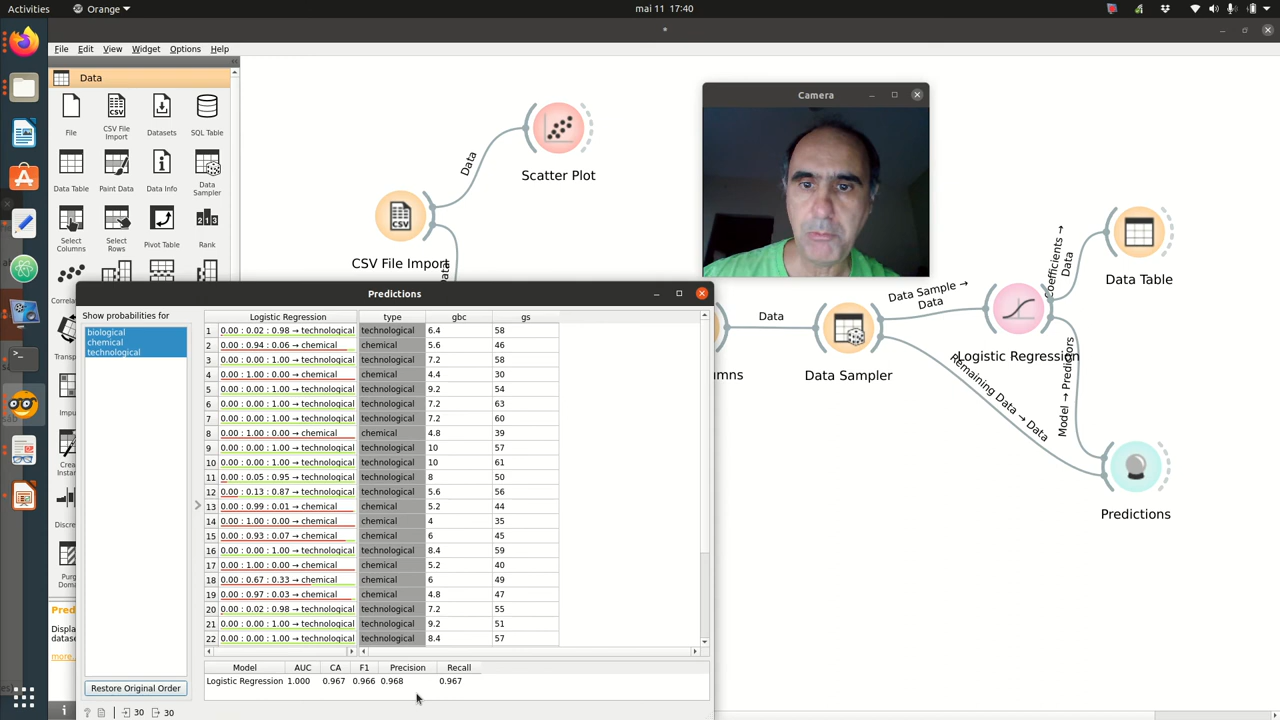 Activities
Orange
mai 11 17:40
File Edit View Widget Options Help
Data
File
CSV File Import
Datasets
SQL Table
Data Table
Paint Data
Data Info
Data Sampler
Select Columns
Select Rows
Pivot Table
Rank
Data
Scatter Plot
CSV File Import
Camera
Data
Data Sampler
Data Sample → Data
Remaining Data → Data
Logistic Regression
Coefficients → Data
Data Table
Model → Predictors
Predictions
Predictions
Show probabilities for
biological
chemical
technological
Logistic Regression type gbc gs
1 0.00 : 0.02 : 0.98 → technological technological 6.4 58
2 0.00 : 0.94 : 0.06 → chemical chemical 5.6 46
3 0.00 : 0.00 : 1.00 → technological technological 7.2 58
4 0.00 : 1.00 : 0.00 → chemical chemical 4.4 30
5 0.00 : 0.00 : 1.00 → technological technological 9.2 54
6 0.00 : 0.00 : 1.00 → technological technological 7.2 63
7 0.00 : 0.00 : 1.00 → technological technological 7.2 60
8 0.00 : 1.00 : 0.00 → chemical chemical 4.8 39
9 0.00 : 0.00 : 1.00 → technological technological 10 57
10 0.00 : 0.00 : 1.00 → technological technological 10 61
11 0.00 : 0.05 : 0.95 → technological technological 8 50
12 0.00 : 0.13 : 0.87 → technological technological 5.6 56
13 0.00 : 0.99 : 0.01 → chemical chemical 5.2 44
14 0.00 : 1.00 : 0.00 → chemical chemical 4 35
15 0.00 : 0.93 : 0.07 → chemical chemical 6 45
16 0.00 : 0.00 : 1.00 → technological technological 8.4 59
17 0.00 : 1.00 : 0.00 → chemical chemical 5.2 40
18 0.00 : 0.67 : 0.33 → chemical chemical 6 49
19 0.00 : 0.97 : 0.03 → chemical chemical 4.8 47
20 0.00 : 0.02 : 0.98 → technological technological 7.2 55
21 0.00 : 0.00 : 1.00 → technological technological 9.2 51
22 0.00 : 0.00 : 1.00 → technological technological 8.4 57
Model AUC CA F1 Precision Recall
Logistic Regression 1.000 0.967 0.966 0.968 0.967
Restore Original Order
30 30
more...